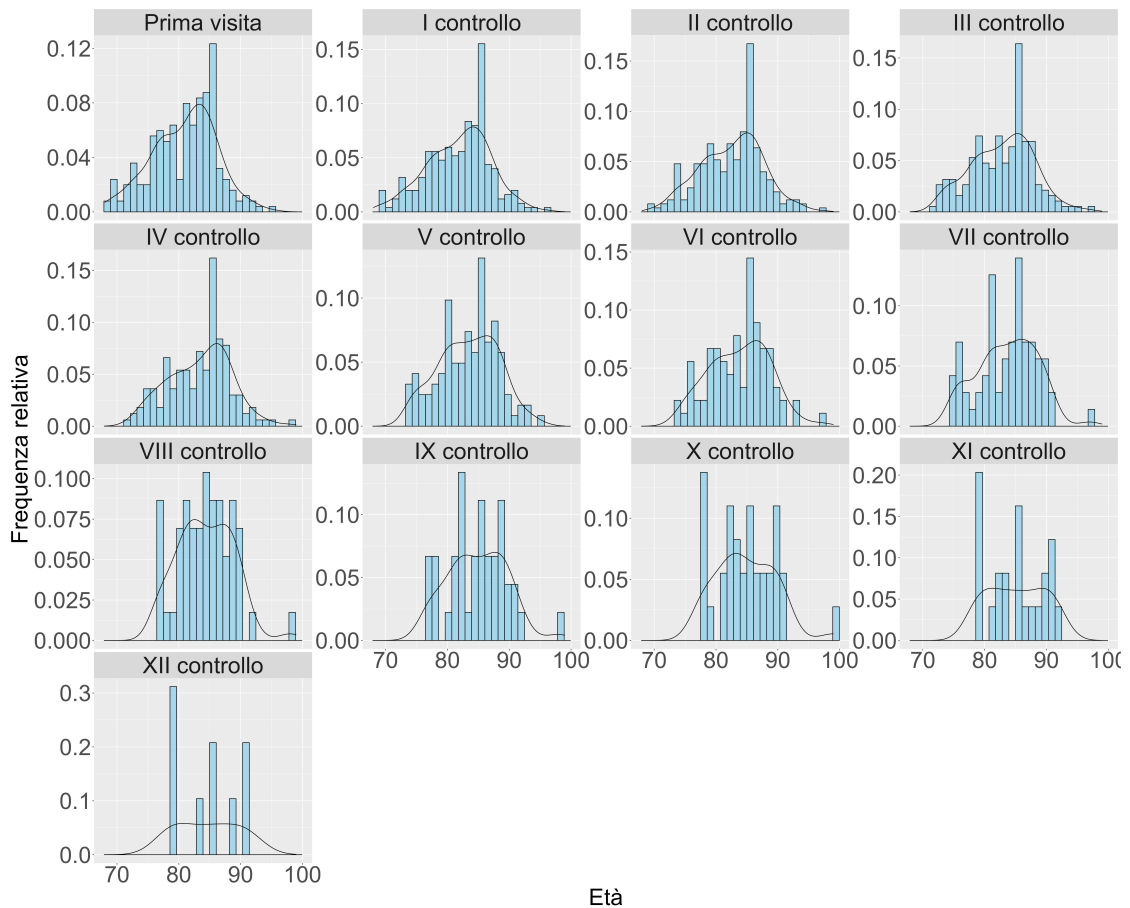 Prima visita
I controllo
II controllo
III controllo
0.12
0.08
0.04
0.00
0.15
0.10
0.05
0.00
0.15
0.10
0.05
0.00
0.15
0.10
0.05
0.00
IV controllo
V controllo
VI controllo
VII controllo
0.15
0.10
0.05
0.00
0.10
0.05
0.00
0.15
0.10
0.05
0.00
0.10
0.05
0.00
VIII controllo
IX controllo
X controllo
XI controllo
0.100
0.075
0.050
0.025
0.000
0.10
0.05
0.00
0.10
0.05
0.00
0.20
0.15
0.10
0.05
0.00
70 80 90 100
70 80 90 100
70 80 90 100
XII controllo
0.3
0.2
0.1
0.0
70 80 90 100
Frequenza relativa
Età